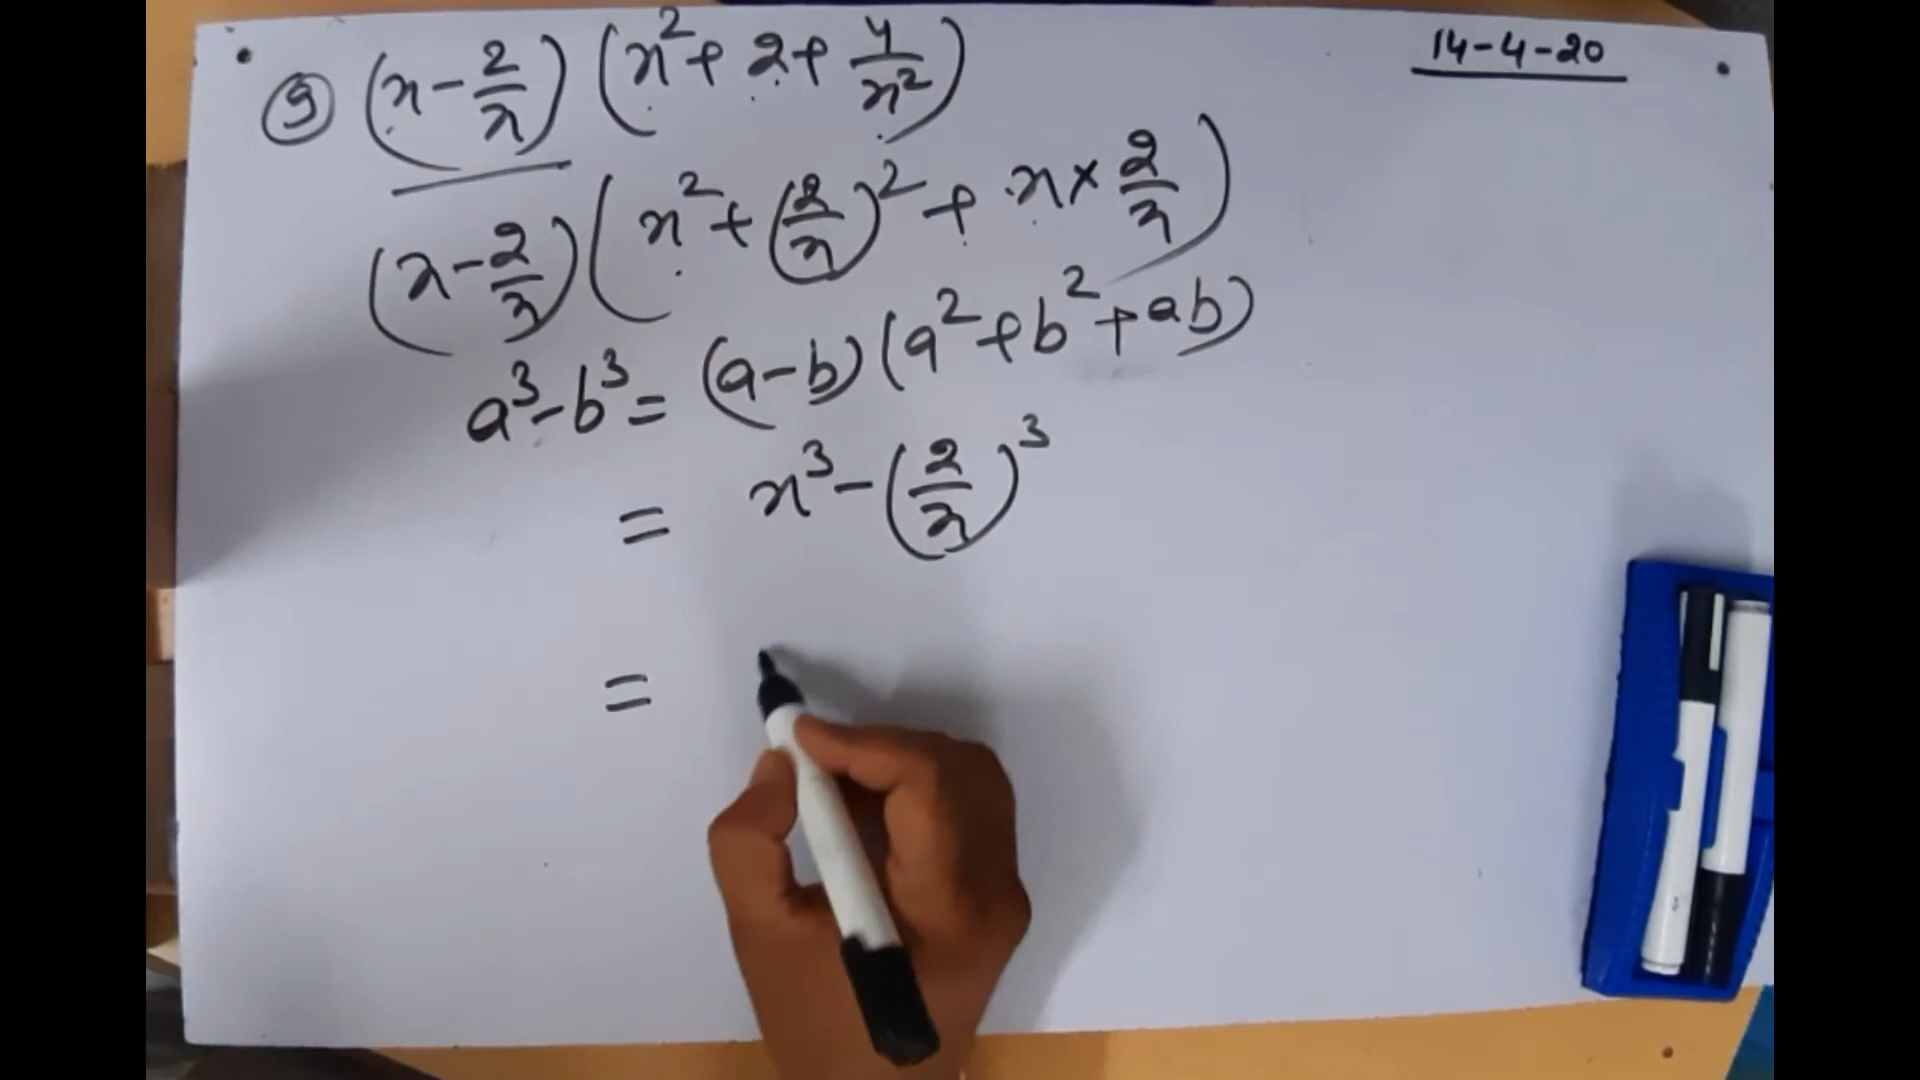 14-4-20
⑨ (x - 2/x) (x² + 2 + 4/x²)
(x - 2/x) (x² + (2/x)² + x × 2/x)
a³ - b³ = (a - b) (a² + b² + ab)
= x³ - (2/x)³
=